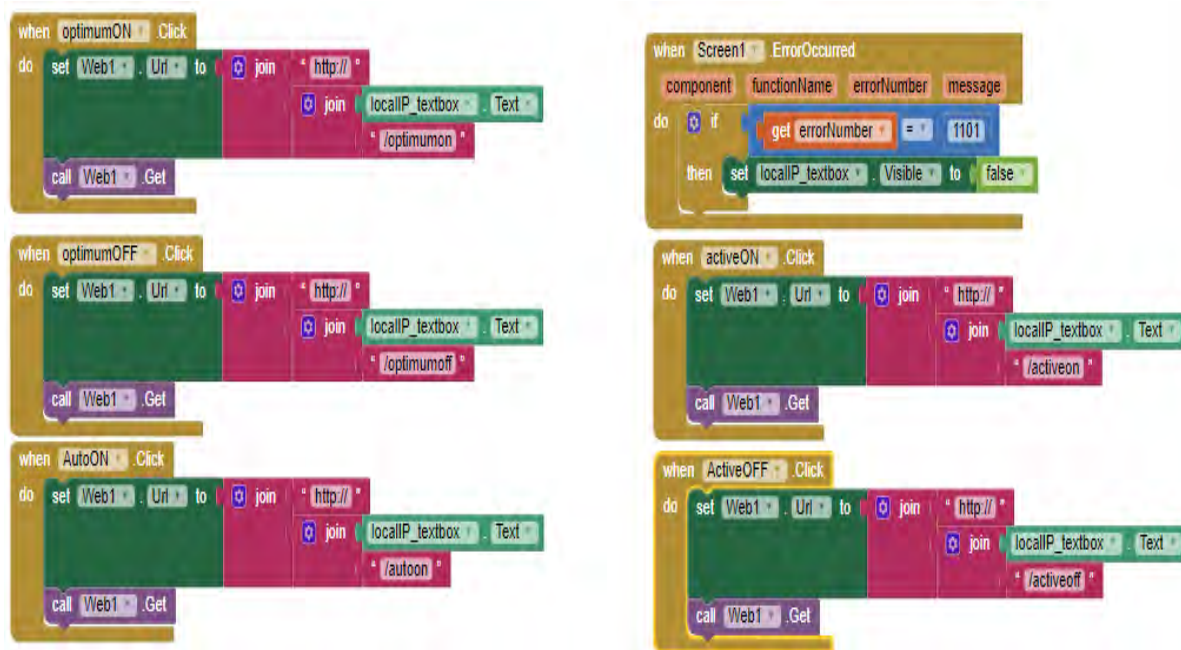 when optimumON .Click
do set Web1 . Url to join " http:// "
join localIP_textbox . Text
" /optimumon "
call Web1 .Get
when optimumOFF .Click
do set Web1 . Url to join " http:// "
join localIP_textbox . Text
" /optimumoff "
call Web1 .Get
when AutoON .Click
do set Web1 . Url to join " http:// "
join localIP_textbox . Text
" /autoon "
call Web1 .Get
when Screen1 .ErrorOccurred
component functionName errorNumber message
do if get errorNumber = 1101
then set localIP_textbox . Visible to false
when activeON .Click
do set Web1 . Url to join " http:// "
join localIP_textbox . Text
" /activeon "
call Web1 .Get
when ActiveOFF .Click
do set Web1 . Url to join " http:// "
join localIP_textbox . Text
" /activeoff "
call Web1 .Get